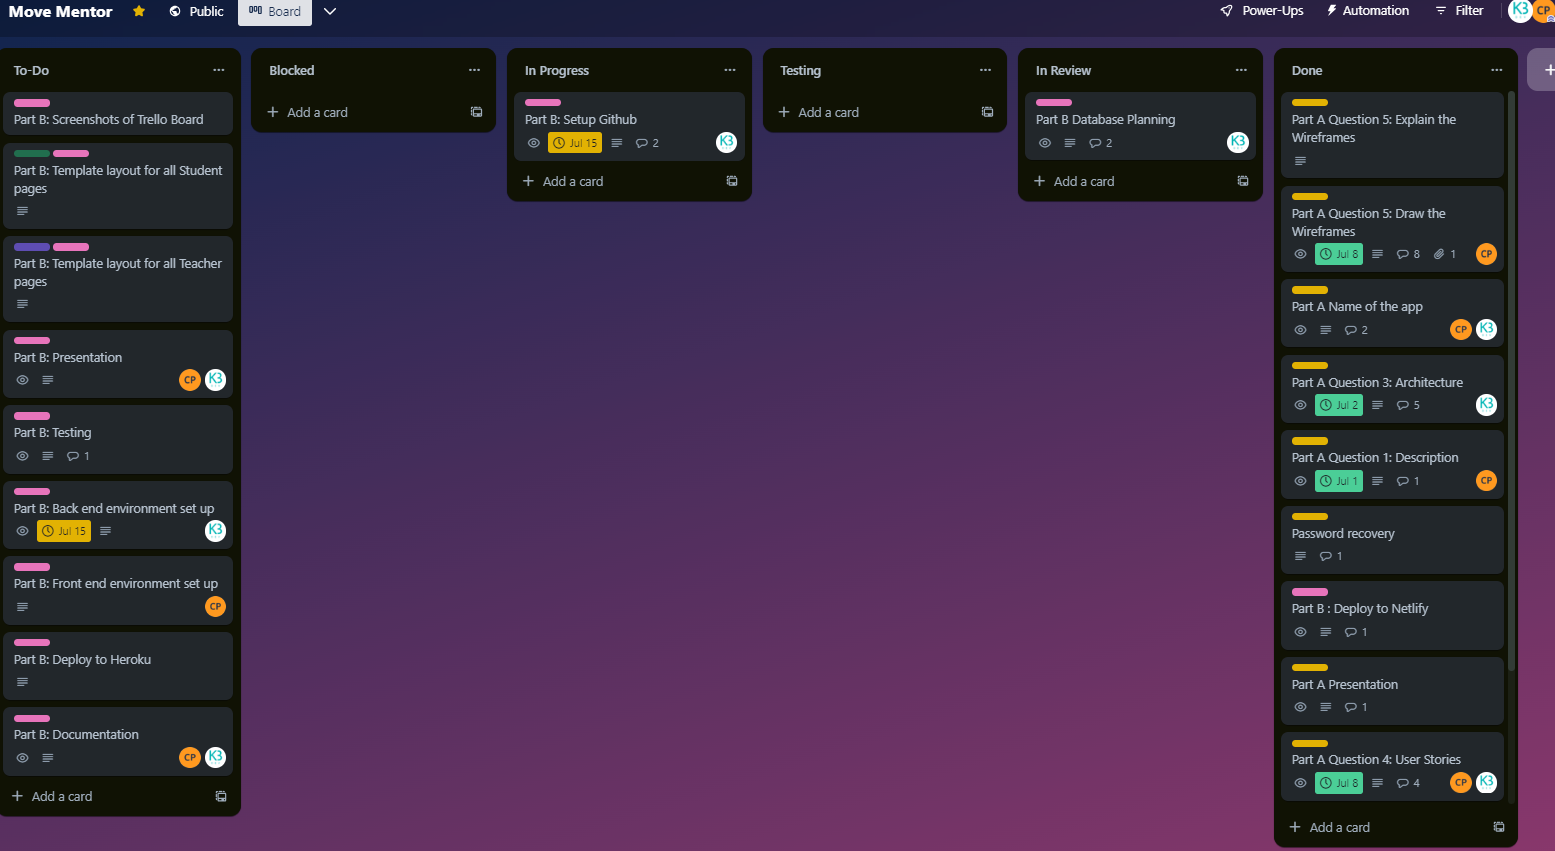 Move Mentor
Public
Board
Power-Ups
Automation
Filter
K3
CP
To-Do
Part B: Screenshots of Trello Board
Part B: Template layout for all Student
pages
Part B: Template layout for all Teacher
pages
Part B: Presentation
CP K3
Part B: Testing
1
Part B: Back end environment set up
Jul 15
K3
Part B: Front end environment set up
CP
Part B: Deploy to Heroku
Part B: Documentation
CP K3
+ Add a card
Blocked
+ Add a card
In Progress
Part B: Setup Github
Jul 15 2 K3
+ Add a card
Testing
+ Add a card
In Review
Part B Database Planning
2 K3
+ Add a card
Done
Part A Question 5: Explain the
Wireframes
Part A Question 5: Draw the
Wireframes
Jul 8 8 1 CP
Part A Name of the app
2 CP K3
Part A Question 3: Architecture
Jul 2 5 K3
Part A Question 1: Description
Jul 1 1 CP
Password recovery
1
Part B : Deploy to Netlify
1
Part A Presentation
1
Part A Question 4: User Stories
Jul 8 4 CP K3
+ Add a card